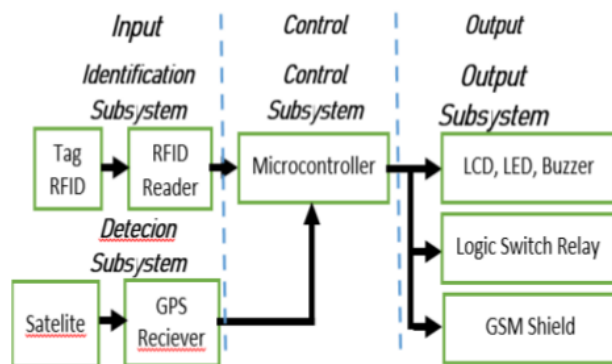 Input
Control
Output
Identification
Subsystem
Control
Subsystem
Output
Subsystem
Tag
RFID
RFID
Reader
Microcontroller
LCD, LED, Buzzer
Detecion
Subsystem
Logic Switch Relay
Satelite
GPS
Reciever
GSM Shield